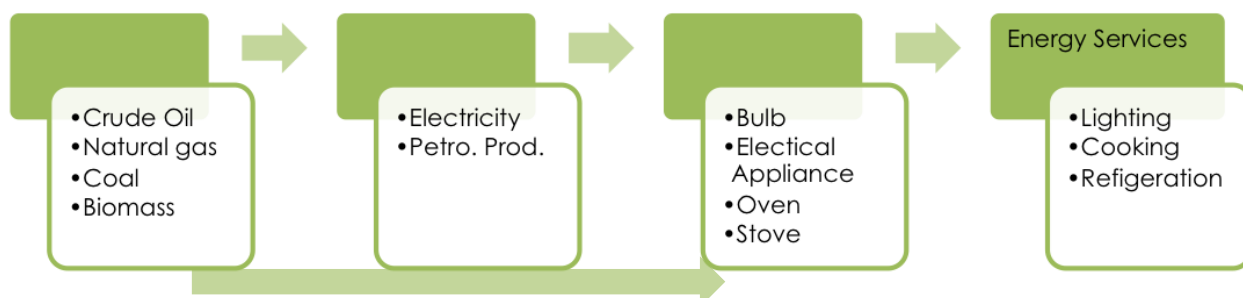 •Crude Oil
•Natural gas
•Coal
•Biomass
•Electricity
•Petro. Prod.
•Bulb
•Electical
Appliance
•Oven
•Stove
Energy Services
•Lighting
•Cooking
•Refigeration